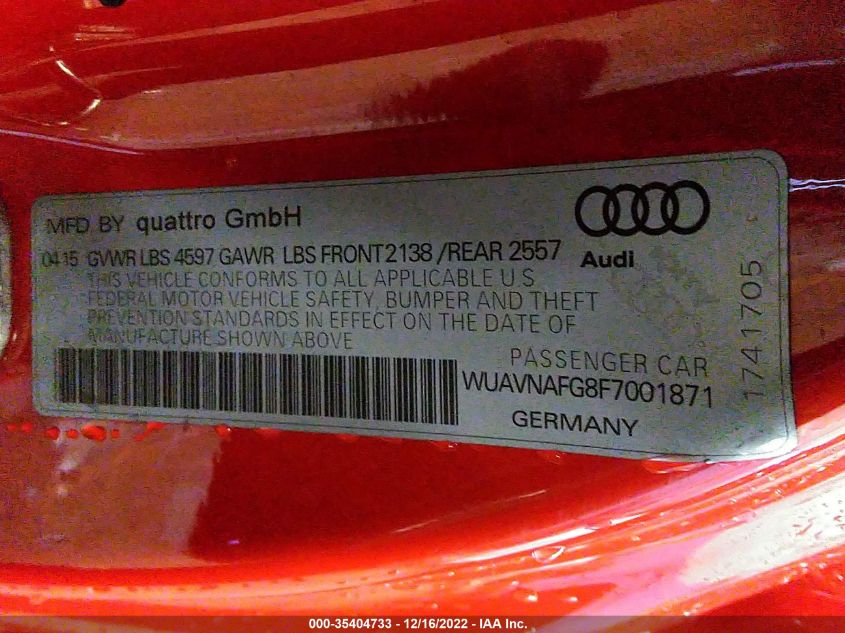 MFD BY quattro GmbH
0415 GVWR LBS 4597 GAWR LBS FRONT2138 /REAR 2557
Audi
THIS VEHICLE CONFORMS TO ALL APPLICABLE U.S
FEDERAL MOTOR VEHICLE SAFETY, BUMPER AND THEFT
PREVENTION STANDARDS IN EFFECT ON THE DATE OF
MANUFACTURE SHOWN ABOVE
PASSENGER CAR
WUAVNAFG8F7001871
GERMANY
1741705
000-35404733 - 12/16/2022 - IAA Inc.